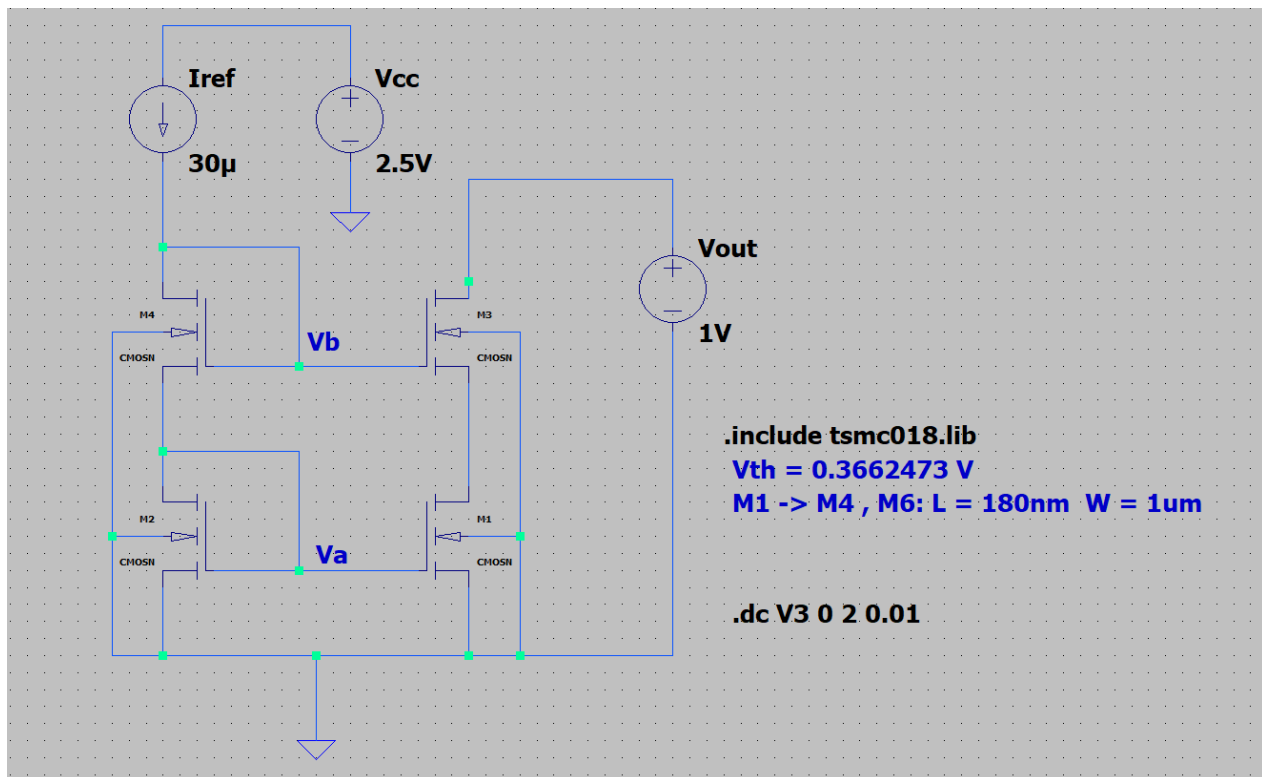 Iref
Vcc
30µ
2.5V
Vout
M4
M3
Vb
1V
CMOSN
CMOSN
.include tsmc018.lib
Vth = 0.3662473 V
M1 -> M4 , M6: L = 180nm  W = 1um
M2
M1
Va
CMOSN
CMOSN
.dc V3 0 2 0.01